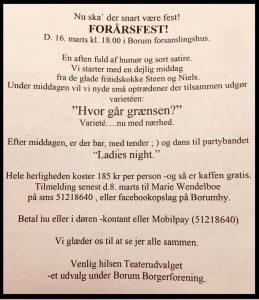 Nu ska´ der snart være fest!
FORÅRSFEST!
D. 16. marts kl. 18.00 i Borum forsamlingshus.
En aften fuld af humør og sort satire.
Vi starter med en dejlig middag
fra de glade fritidskokke Steen og Niels.
Under middagen vil vi nyde små optrædener der tilsammen udgør
varietéen:
"Hvor går grænsen?"
Varieté....nu med nærhed.
Efter middagen, er der bar, med tender ; ) og dans til partybandet
"Ladies night."
Hele herligheden koster 185 kr per person -og så er kaffen gratis.
Tilmelding senest d.8. marts til Marie Wendelboe
på sms 51218640 , eller facebookopslag på Borumby.
Betal nu eller i døren -kontant eller Mobilpay (51218640)
Vi glæder os til at se jer alle sammen.
Venlig hilsen Teaterudvalget
-et udvalg under Borum Borgerforening.